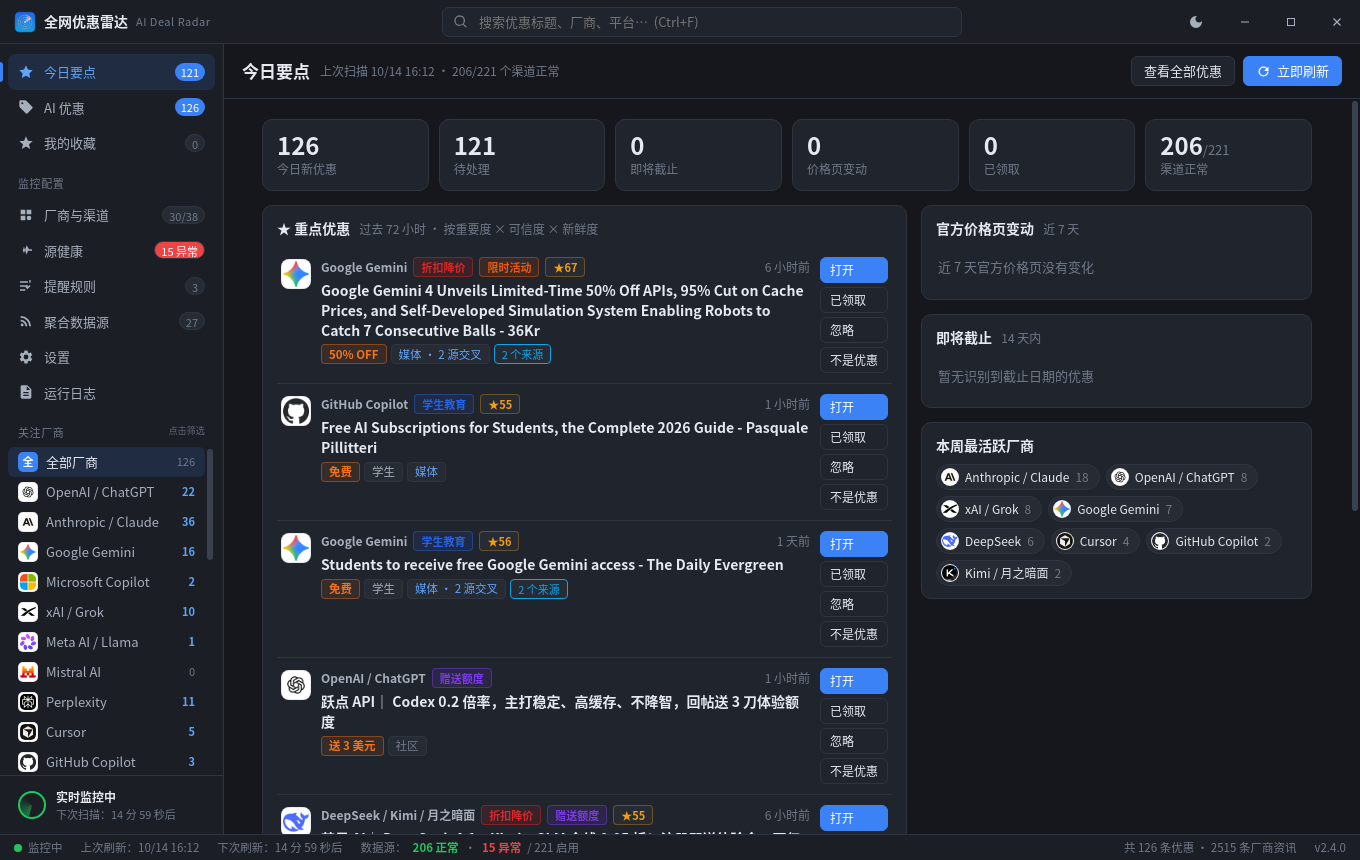 全网优惠雷达 AI Deal Radar
搜索优惠标题、厂商、平台… (Ctrl+F)
今日要点 121
AI 优惠 126
我的收藏 0
监控配置
厂商与渠道 30/38
源健康 15 异常
提醒规则 3
聚合数据源 27
设置
运行日志
关注厂商 点击筛选
全 全部厂商 126
OpenAI / ChatGPT 22
Anthropic / Claude 36
Google Gemini 16
Microsoft Copilot 2
xAI / Grok 10
Meta AI / Llama 1
Mistral AI 0
Perplexity 11
Cursor 5
GitHub Copilot 3
实时监控中
下次扫描: 14 分 59 秒后
今日要点 上次扫描 10/14 16:12 · 206/221 个渠道正常
查看全部优惠 立即刷新
126
今日新优惠
121
待处理
0
即将截止
0
价格页变动
0
已领取
206/221
渠道正常
★ 重点优惠 过去 72 小时 · 按重要度 × 可信度 × 新鲜度
Google Gemini 折扣降价 限时活动 ★67 6 小时前
Google Gemini 4 Unveils Limited-Time 50% Off APIs, 95% Cut on Cache
Prices, and Self-Developed Simulation System Enabling Robots to
Catch 7 Consecutive Balls - 36Kr
50% OFF 媒体 · 2 源交叉 2 个来源
打开
已领取
忽略
不是优惠
GitHub Copilot 学生教育 ★55 1 小时前
Free AI Subscriptions for Students, the Complete 2026 Guide - Pasquale
Pillitteri
免费 学生 媒体
打开
已领取
忽略
不是优惠
Google Gemini 学生教育 ★56 1 天前
Students to receive free Google Gemini access - The Daily Evergreen
免费 学生 媒体 · 2 源交叉 2 个来源
打开
已领取
忽略
不是优惠
OpenAI / ChatGPT 赠送额度 1 小时前
跃点 API｜ Codex 0.2 倍率，主打稳定、高缓存、不降智，回帖送 3 刀体验额
度
送 3 美元 社区
打开
已领取
忽略
不是优惠
DeepSeek / Kimi / 月之暗面 折扣降价 赠送额度 ★55 6 小时前
打开
官方价格页变动 近 7 天
近 7 天官方价格页没有变化
即将截止 14 天内
暂无识别到截止日期的优惠
本周最活跃厂商
Anthropic / Claude 18 OpenAI / ChatGPT 8
xAI / Grok 8 Google Gemini 7
DeepSeek 6 Cursor 4 GitHub Copilot 2
Kimi / 月之暗面 2
监控中 上次刷新: 10/14 16:12 下次刷新: 14 分 59 秒后 数据源: 206 正常 · 15 异常 / 221 启用 共 126 条优惠 · 2515 条厂商资讯 v2.4.0